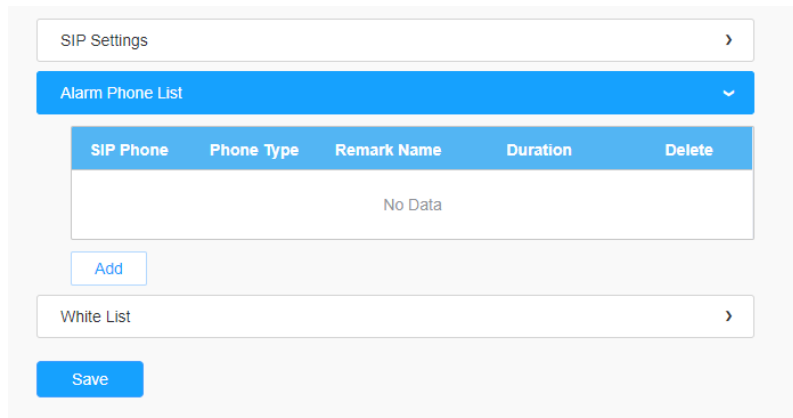 SIP Settings
Alarm Phone List
SIP Phone Phone Type Remark Name Duration Delete
No Data
Add
White List
Save